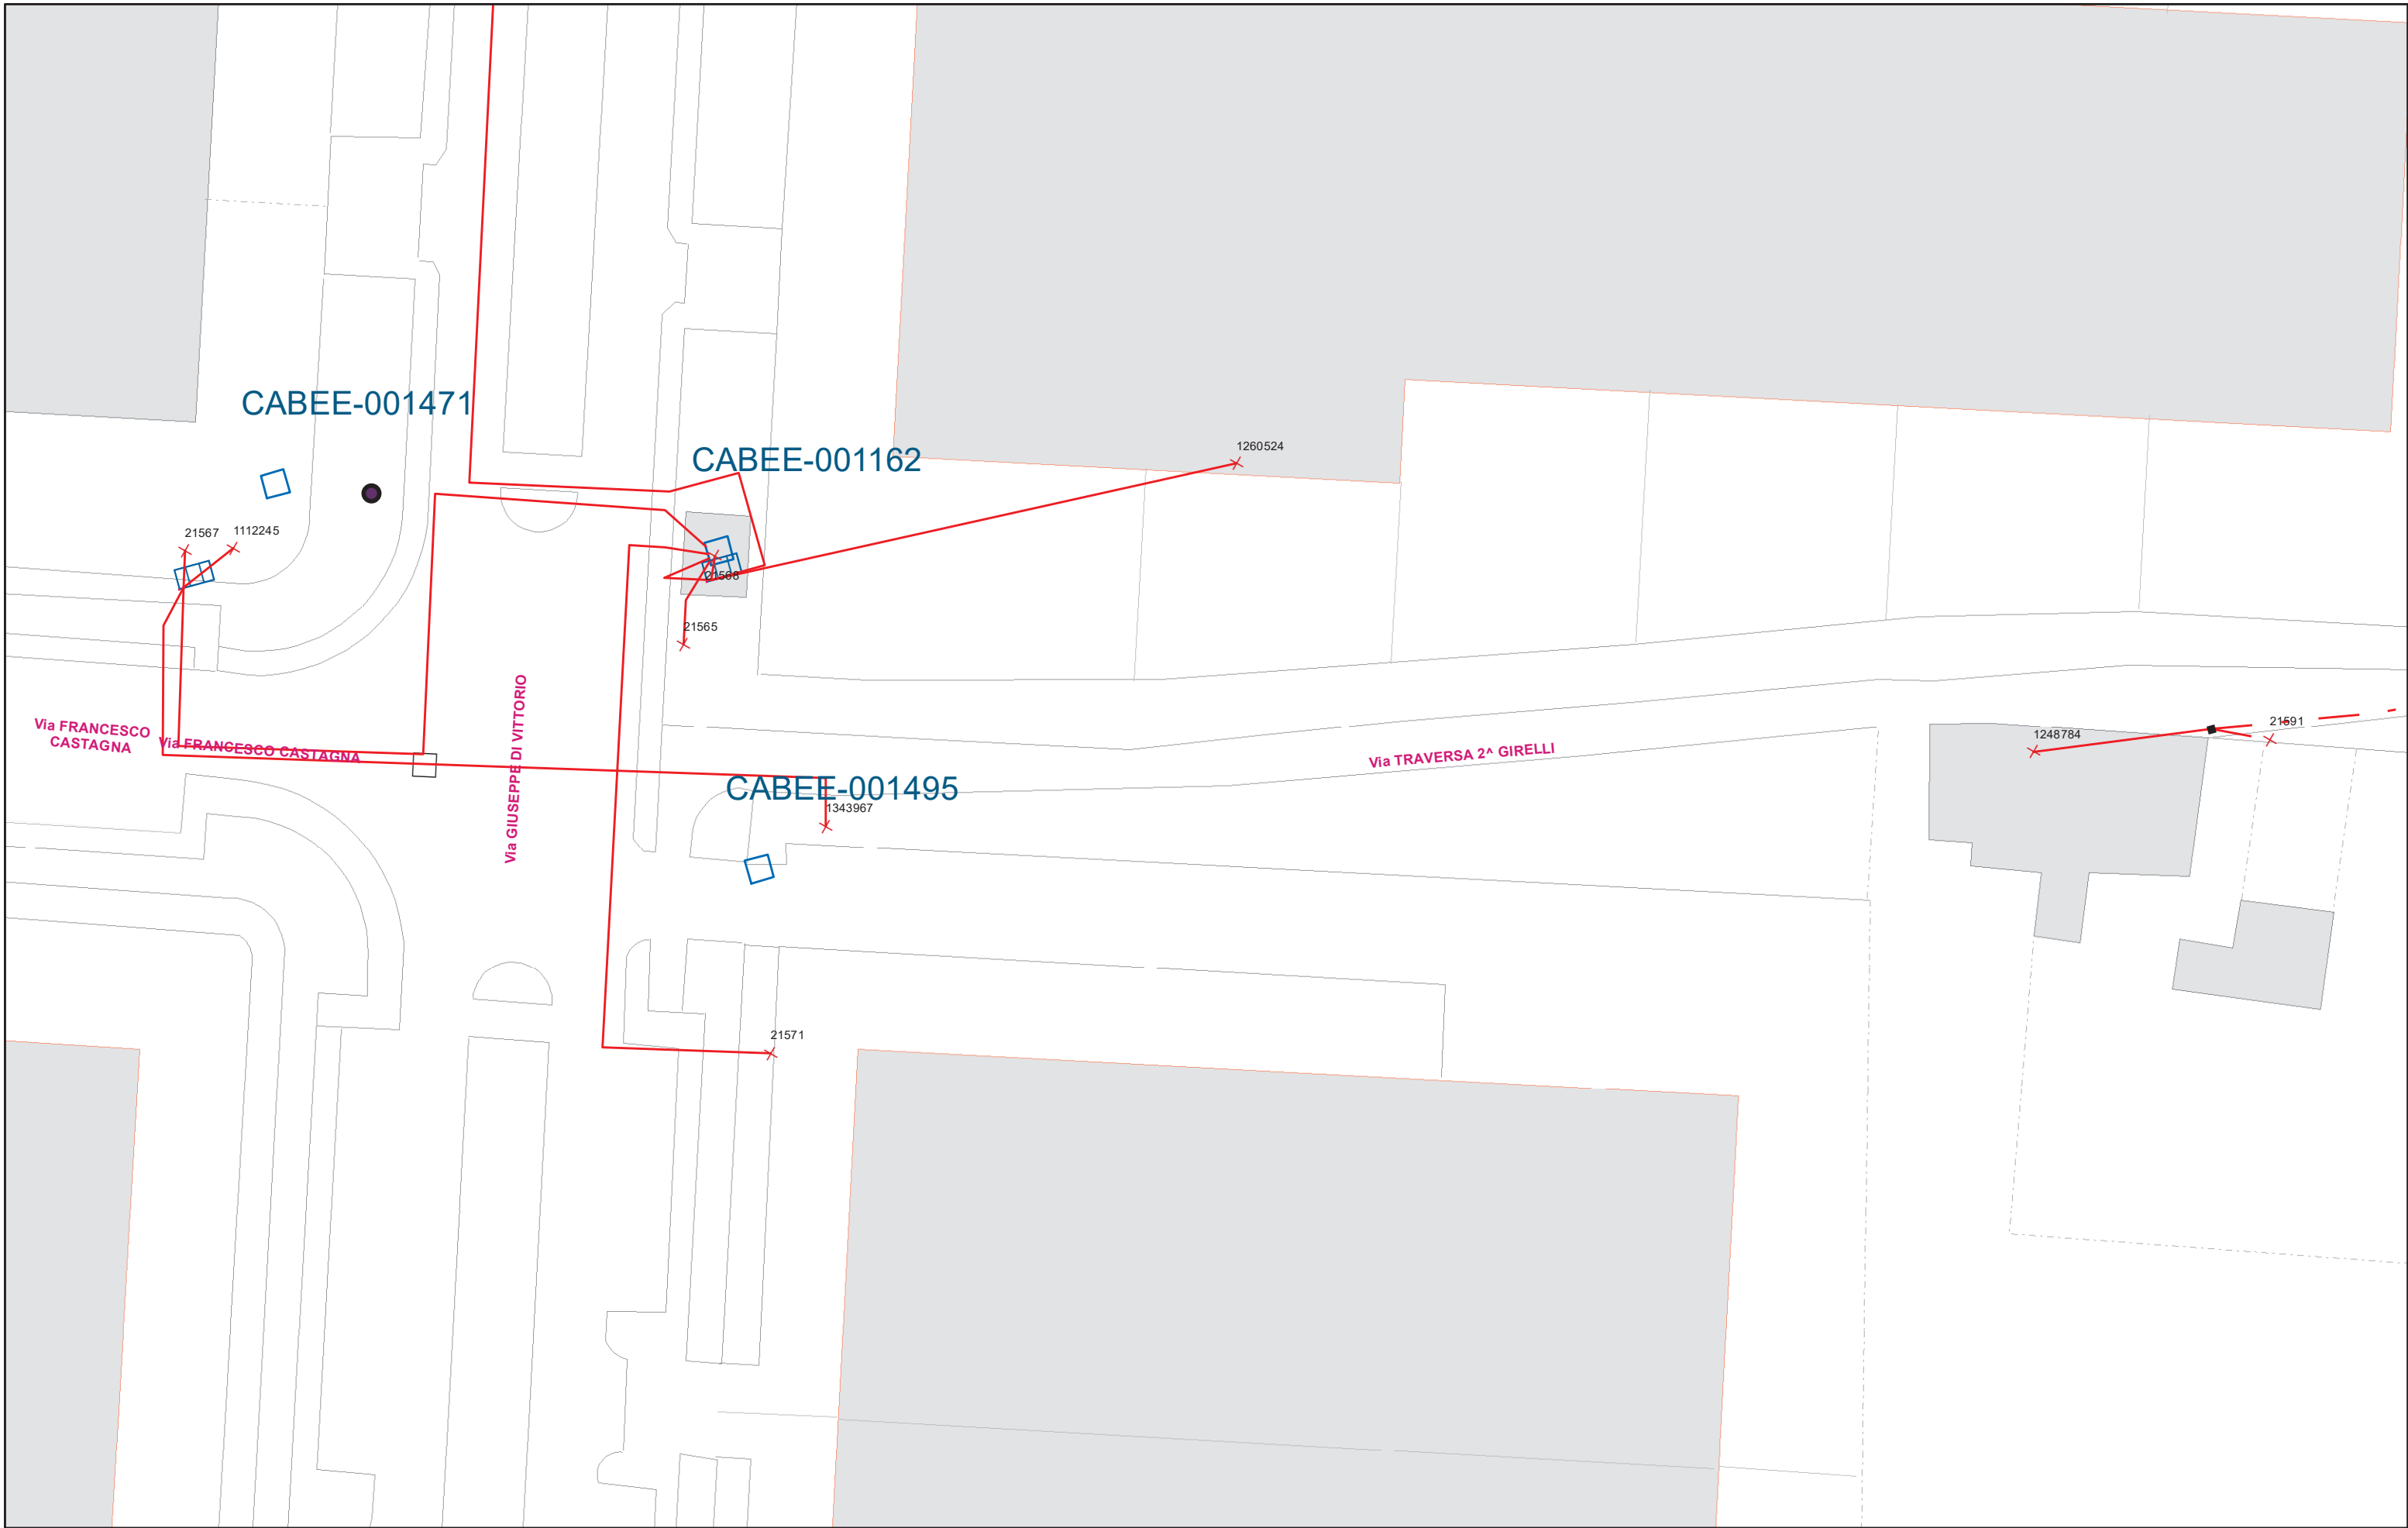 CABEE-001471
CABEE-001162
1260524
21567
1112245
21568
21565
Via FRANCESCO
CASTAGNA
Via FRANCESCO CASTAGNA
Via GIUSEPPE DI VITTORIO
Via TRAVERSA 2^ GIRELLI
21591
1248784
CABEE-001495
1343967
21571